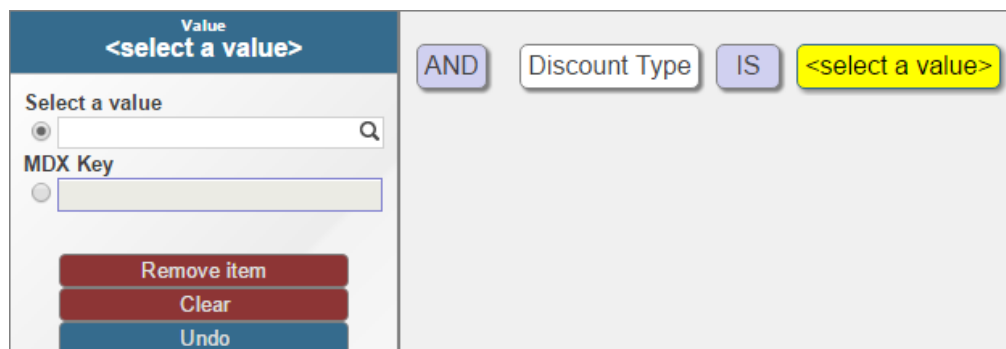 Value
<select a value>
Select a value
MDX Key
Remove item
Clear
Undo
AND Discount Type IS <select a value>